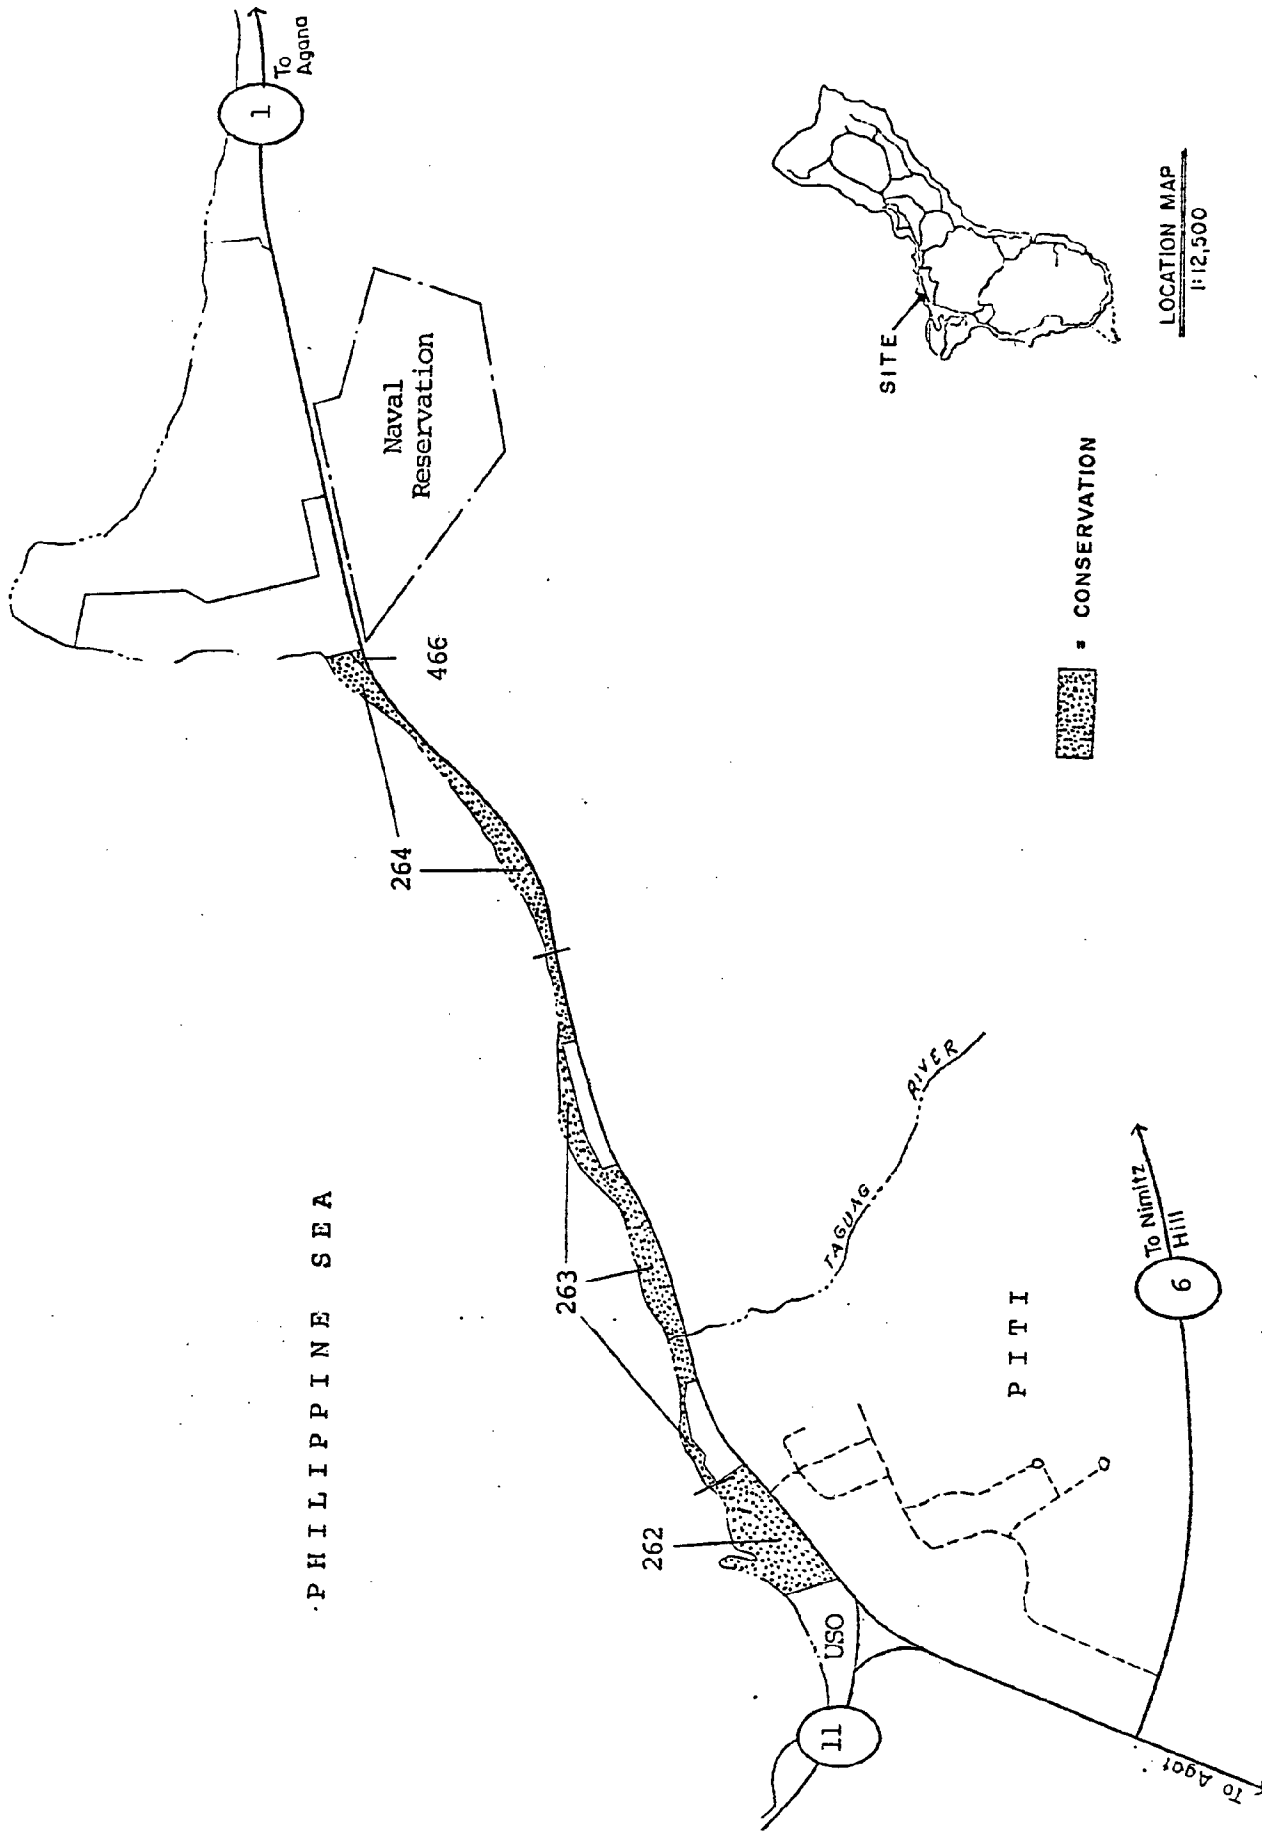 1
To
Agana
Naval
Reservation
466
264
PHILIPPINE SEA
263
262
USO
11
TAGUAG RIVER
PITI
6
To Nimitz
Hill
To Agat
SITE
= CONSERVATION
LOCATION MAP
1:12,500